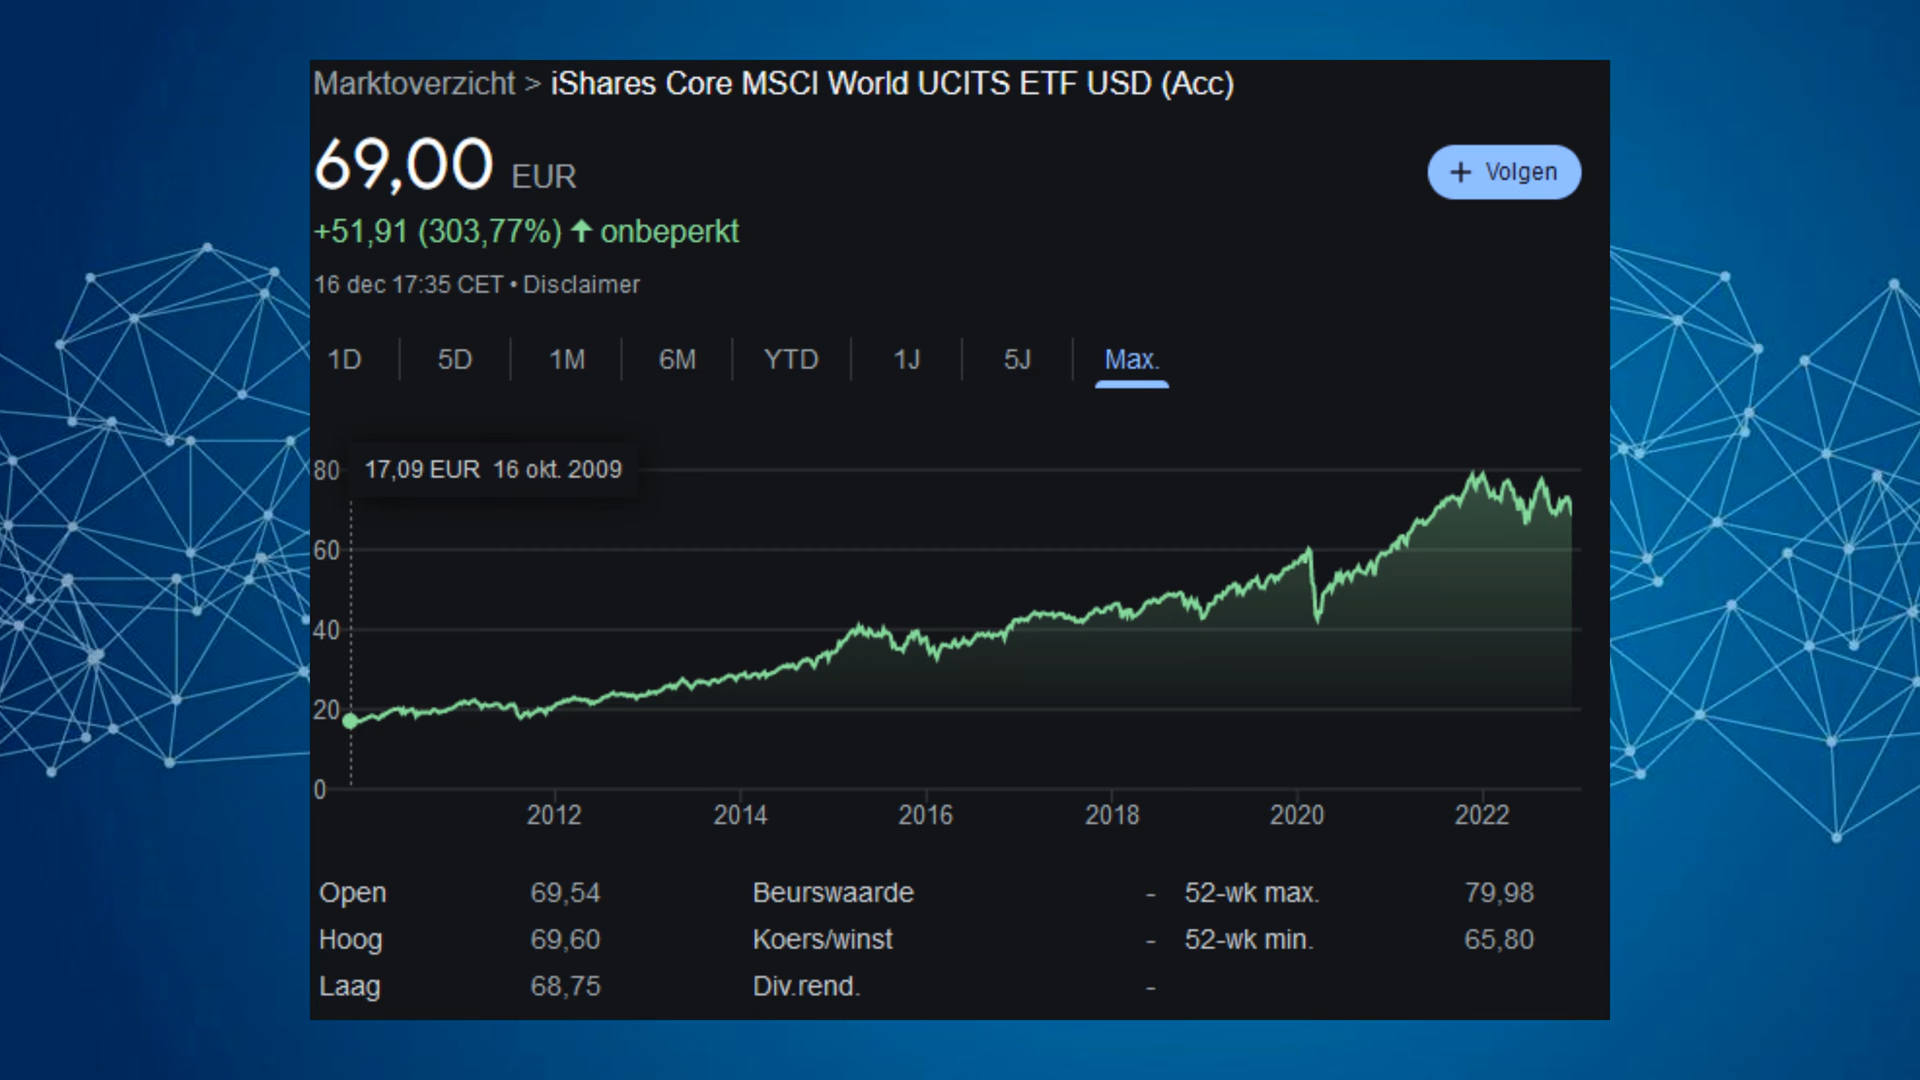 Marktoverzicht > iShares Core MSCI World UCITS ETF USD (Acc)
69,00 EUR
+ Volgen
+51,91 (303,77%) ↑ onbeperkt
16 dec 17:35 CET • Disclaimer
1D 5D 1M 6M YTD 1J 5J Max.
80
17,09 EUR 16 okt. 2009
60
40
20
0
2012 2014 2016 2018 2020 2022
Open 69,54 Beurswaarde - 52-wk max. 79,98
Hoog 69,60 Koers/winst - 52-wk min. 65,80
Laag 68,75 Div.rend. -